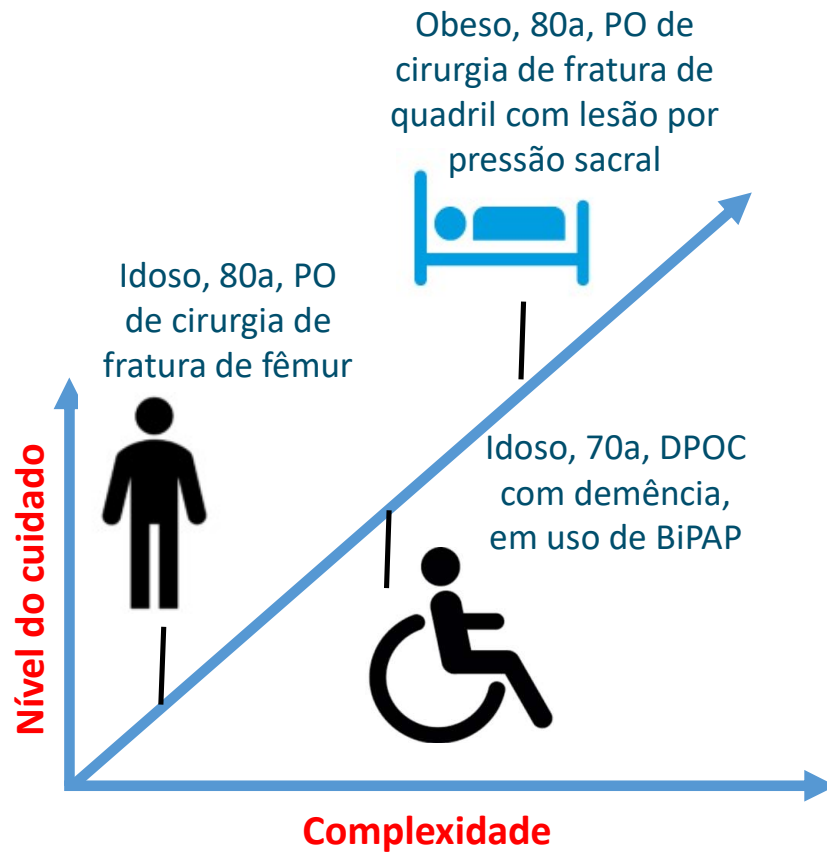 Obeso, 80a, PO de
cirurgia de fratura de
quadril com lesão por
pressão sacral
Idoso, 80a, PO
de cirurgia de
fratura de fêmur
Idoso, 70a, DPOC
com demência,
em uso de BiPAP
Nível do cuidado
Complexidade